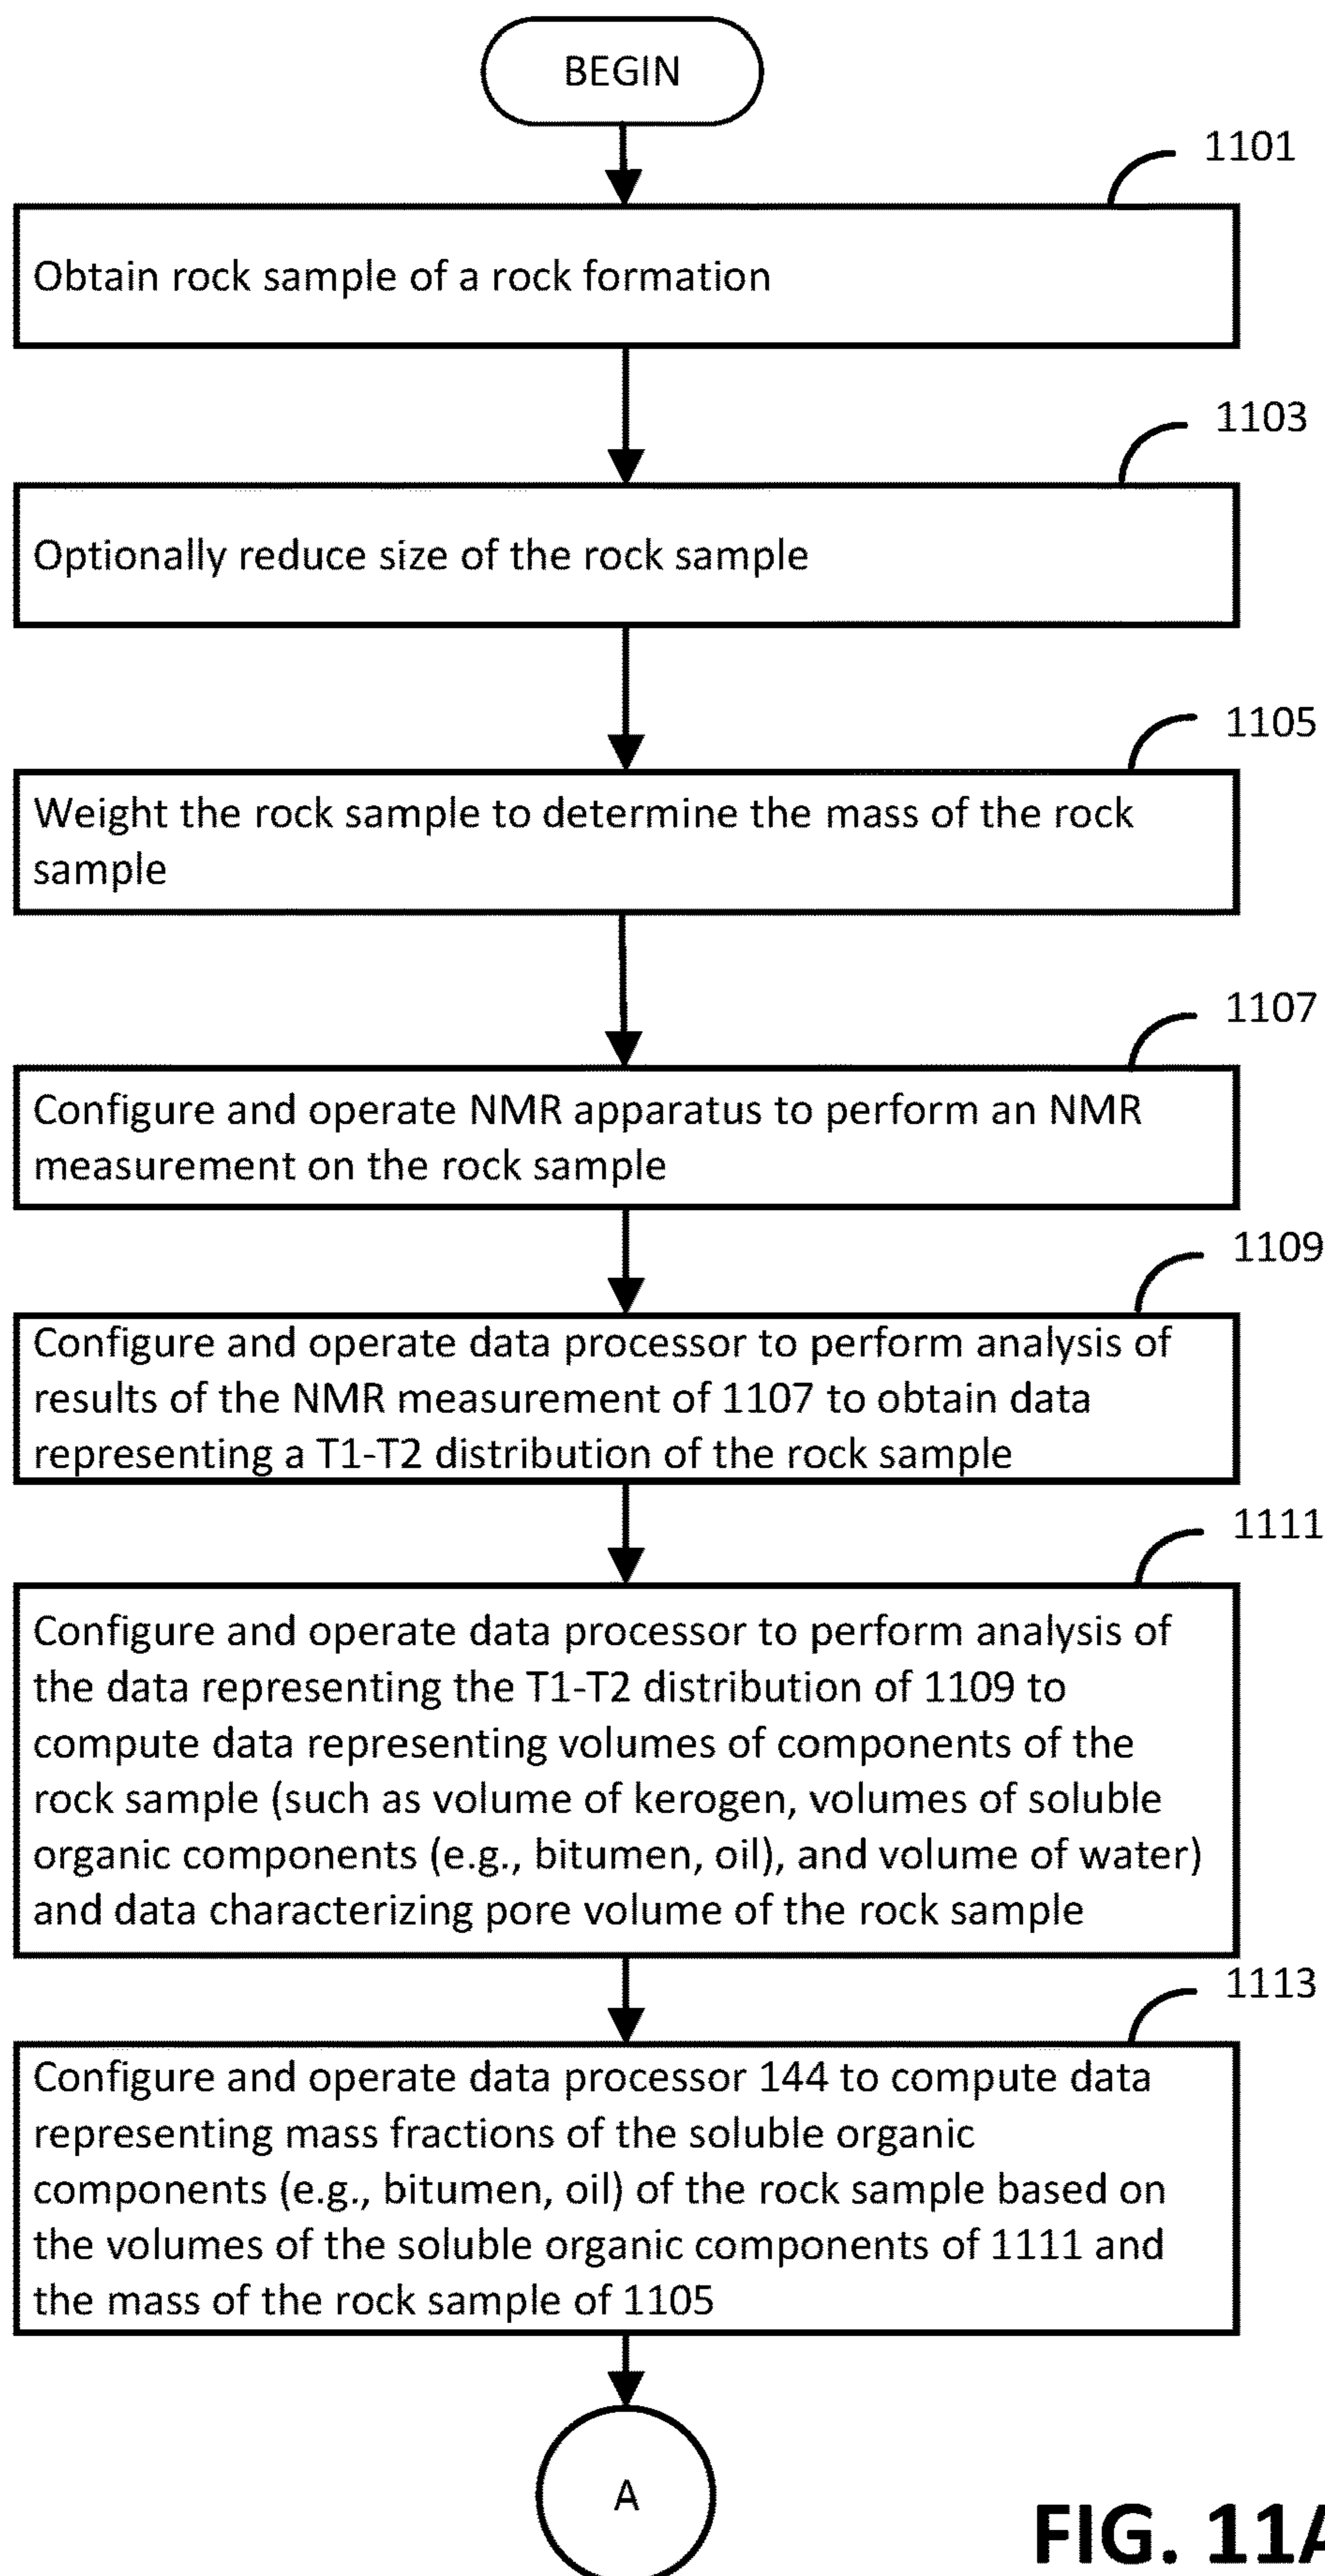 BEGIN
1101
Obtain rock sample of a rock formation
1103
Optionally reduce size of the rock sample
1105
Weight the rock sample to determine the mass of the rock
sample
1107
Configure and operate NMR apparatus to perform an NMR
measurement on the rock sample
1109
Configure and operate data processor to perform analysis of
results of the NMR measurement of 1107 to obtain data
representing a T1-T2 distribution of the rock sample
1111
Configure and operate data processor to perform analysis of
the data representing the T1-T2 distribution of 1109 to
compute data representing volumes of components of the
rock sample (such as volume of kerogen, volumes of soluble
organic components (e.g., bitumen, oil), and volume of water)
and data characterizing pore volume of the rock sample
1113
Configure and operate data processor 144 to compute data
representing mass fractions of the soluble organic
components (e.g., bitumen, oil) of the rock sample based on
the volumes of the soluble organic components of 1111 and
the mass of the rock sample of 1105
A
FIG. 11A